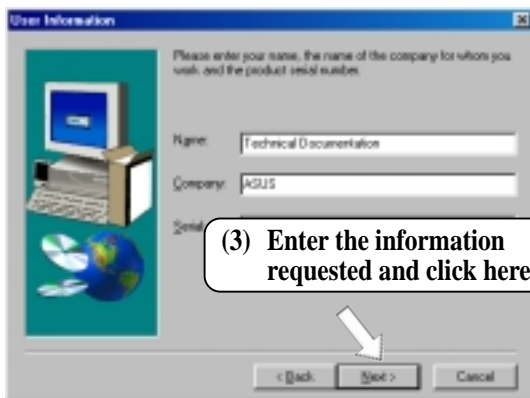 User Information
Please enter your name, the name of the company for whom you
work and the product serial number.
Name: Technical Documentation
Company: ASUS
Serial:
(3) Enter the information
requested and click here
< Back Next > Cancel